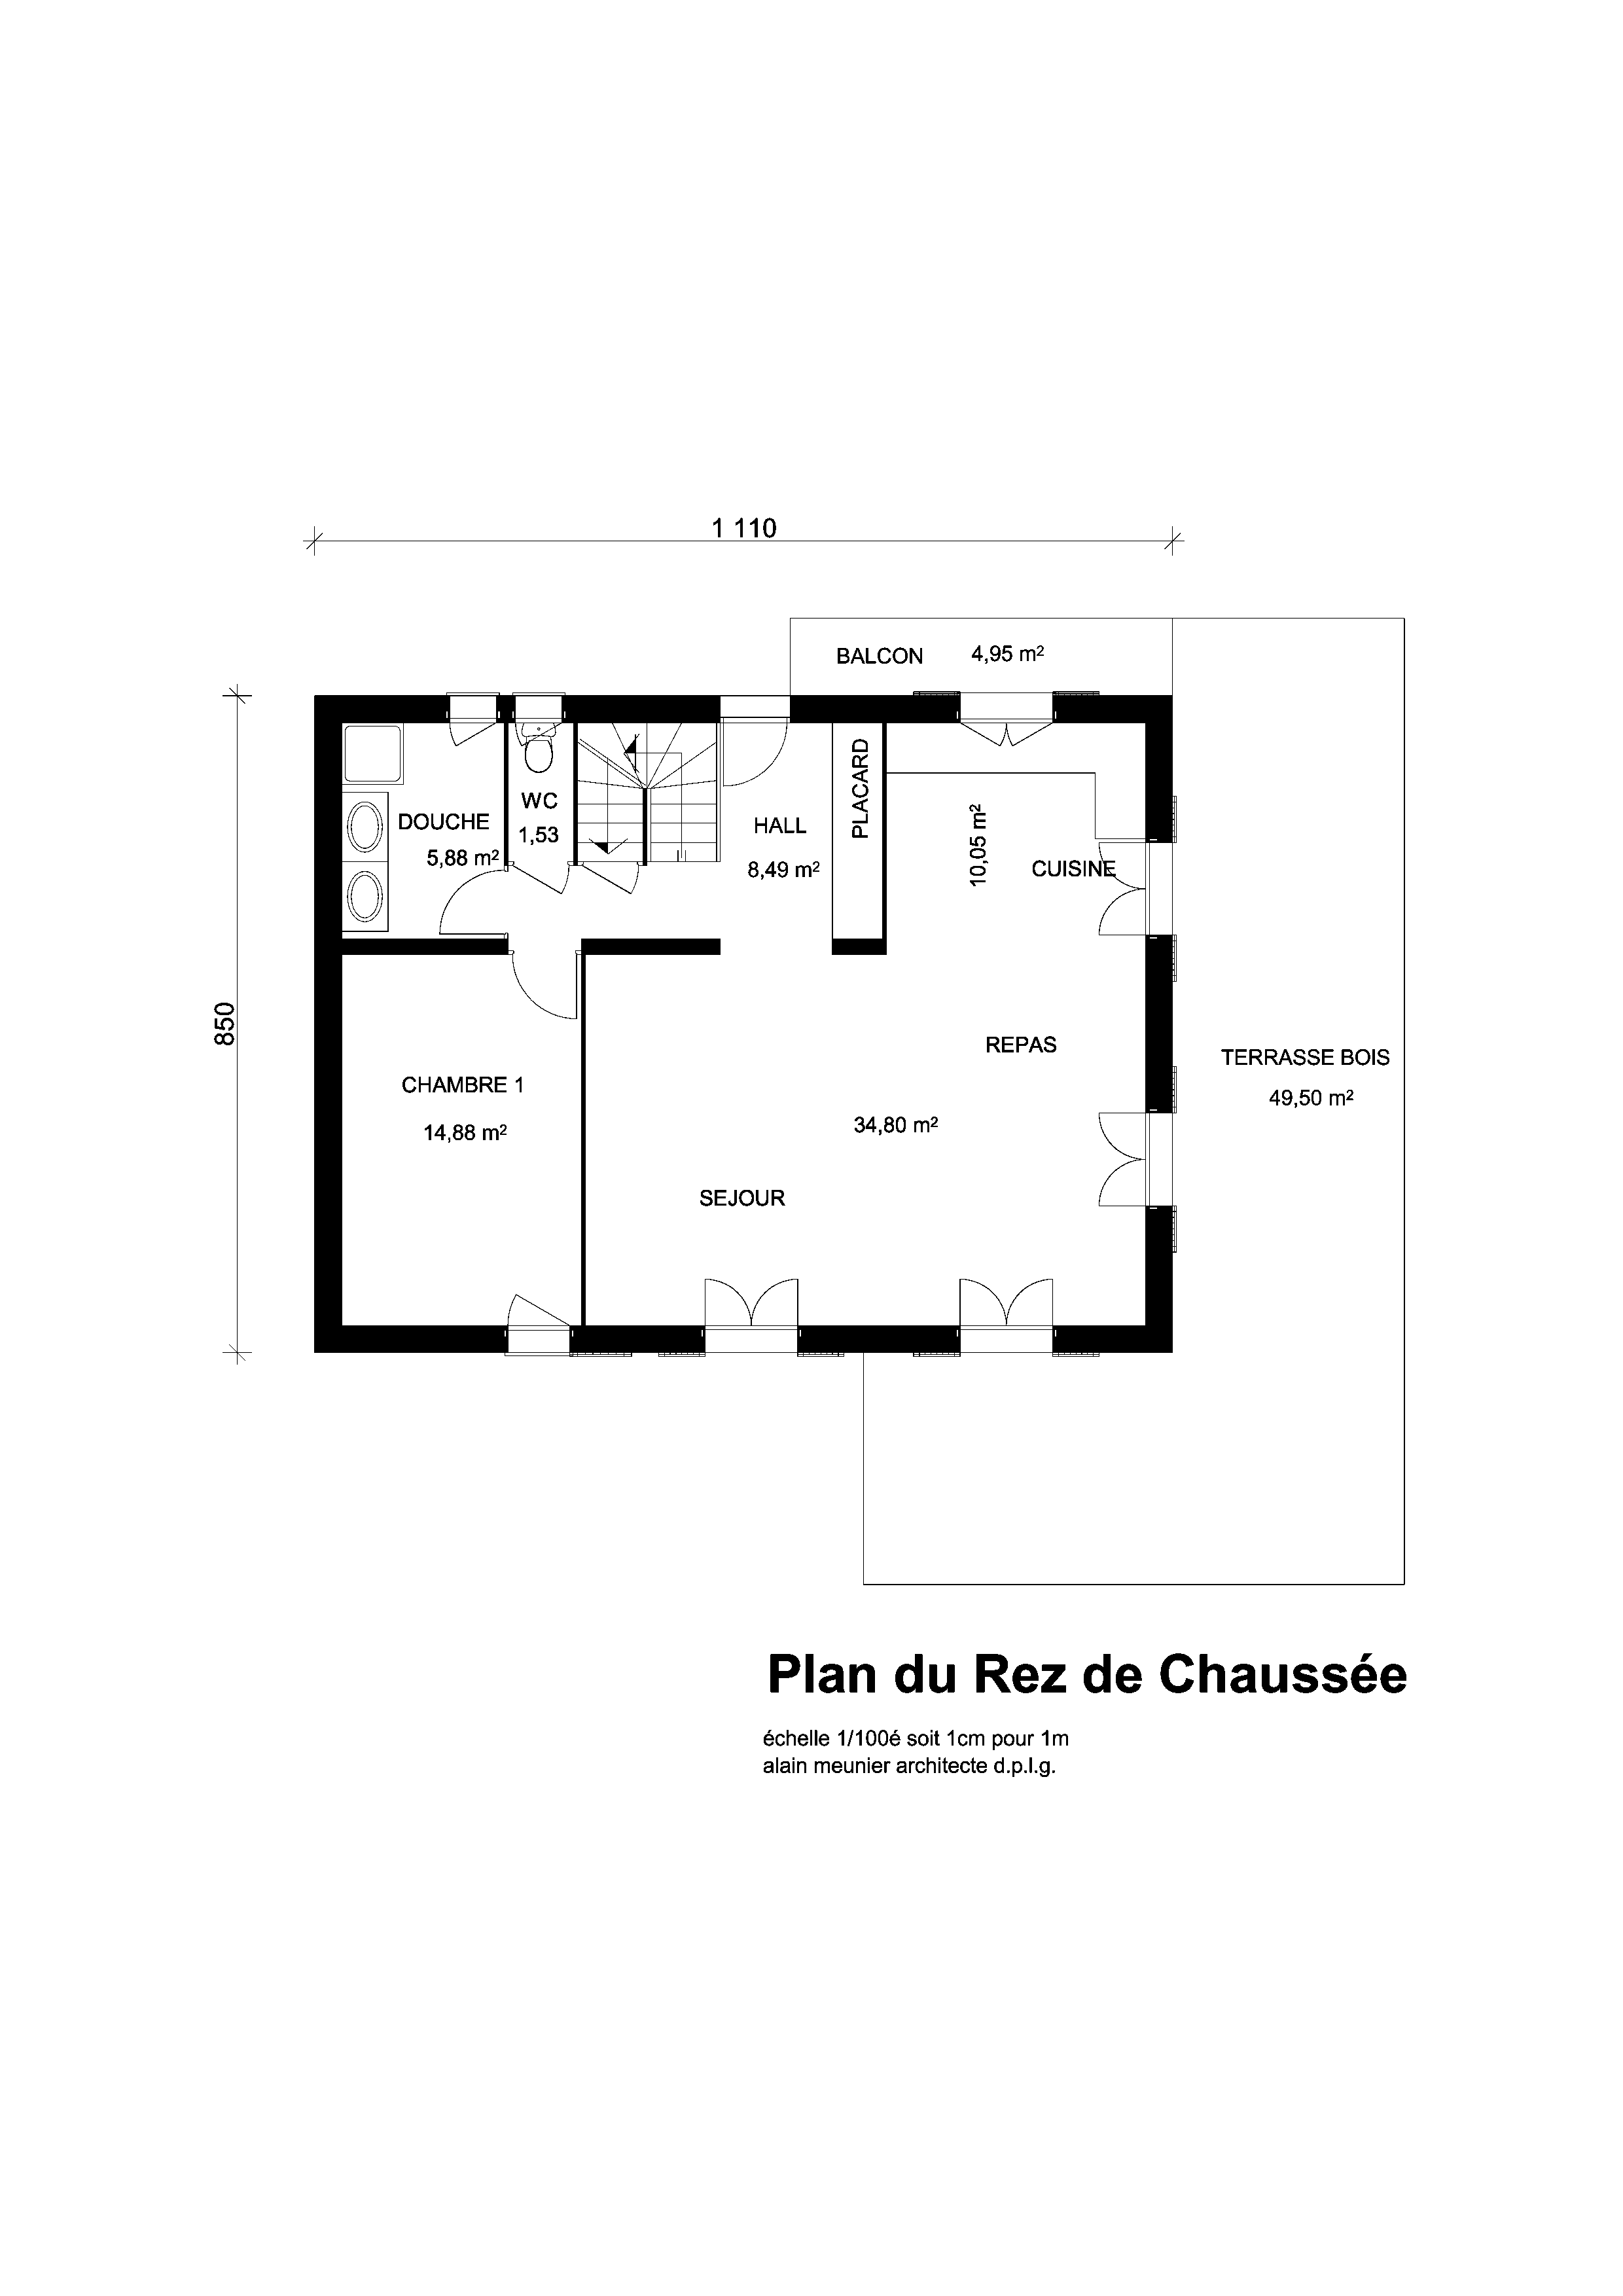 1 110
BALCON 4,95 m²
850
DOUCHE
5,88 m²
WC
1,53
HALL
8,49 m²
PLACARD
10,05 m²
CUISINE
REPAS
TERRASSE BOIS
49,50 m²
CHAMBRE 1
14,88 m²
34,80 m²
SEJOUR
Plan du Rez de Chaussée
échelle 1/100é soit 1cm pour 1m
alain meunier architecte d.p.l.g.